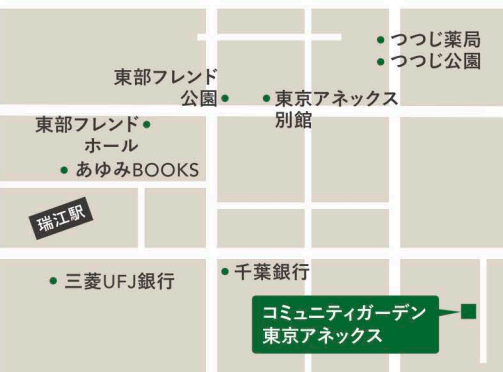 つつじ薬局
つつじ公園
東部フレンド
公園
東京アネックス
別館
東部フレンド
ホール
あゆみBOOKS
瑞江駅
三菱UFJ銀行
千葉銀行
コミュニティガーデン
東京アネックス